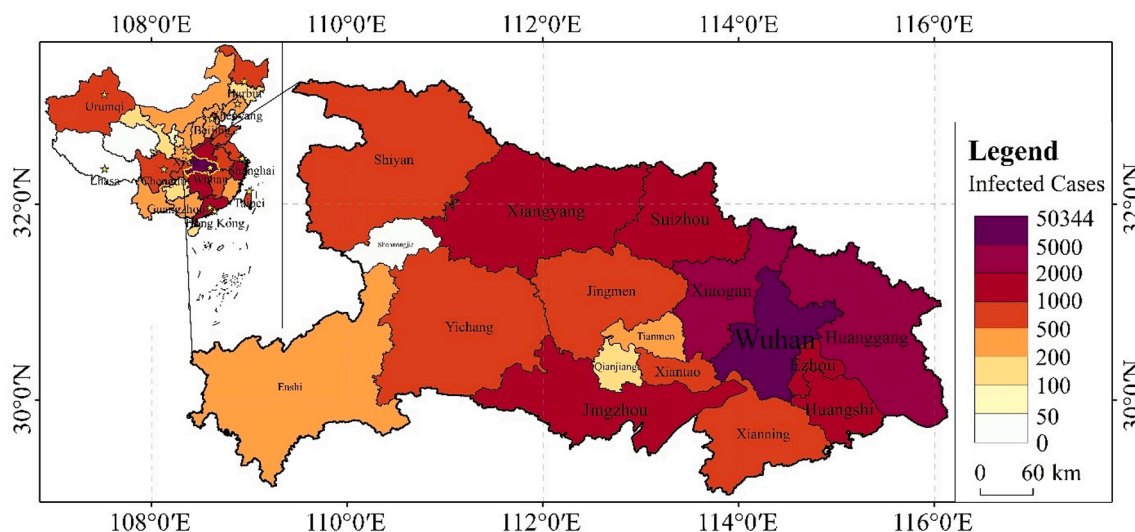 108°0′E 110°0′E 112°0′E 114°0′E 116°0′E
32°0′N
30°0′N
Urumqi
Harbin
Shenyang
Beijing
Lhasa
Chengdu
Wuhan
Shanghai
Guangzhou
Taipei
Hong Kong
Shiyan
Xiangyang
Suizhou
Shennongjia
Jingmen
Xiaogan
Yichang
Tianmen
Wuhan
Huanggang
Qianjiang
Xiantao
Ezhou
Enshi
Jingzhou
Huangshi
Xianning
Legend
Infected Cases
50344
5000
2000
1000
500
200
100
50
0
0 60 km
32°0′N
30°0′N
108°0′E 110°0′E 112°0′E 114°0′E 116°0′E